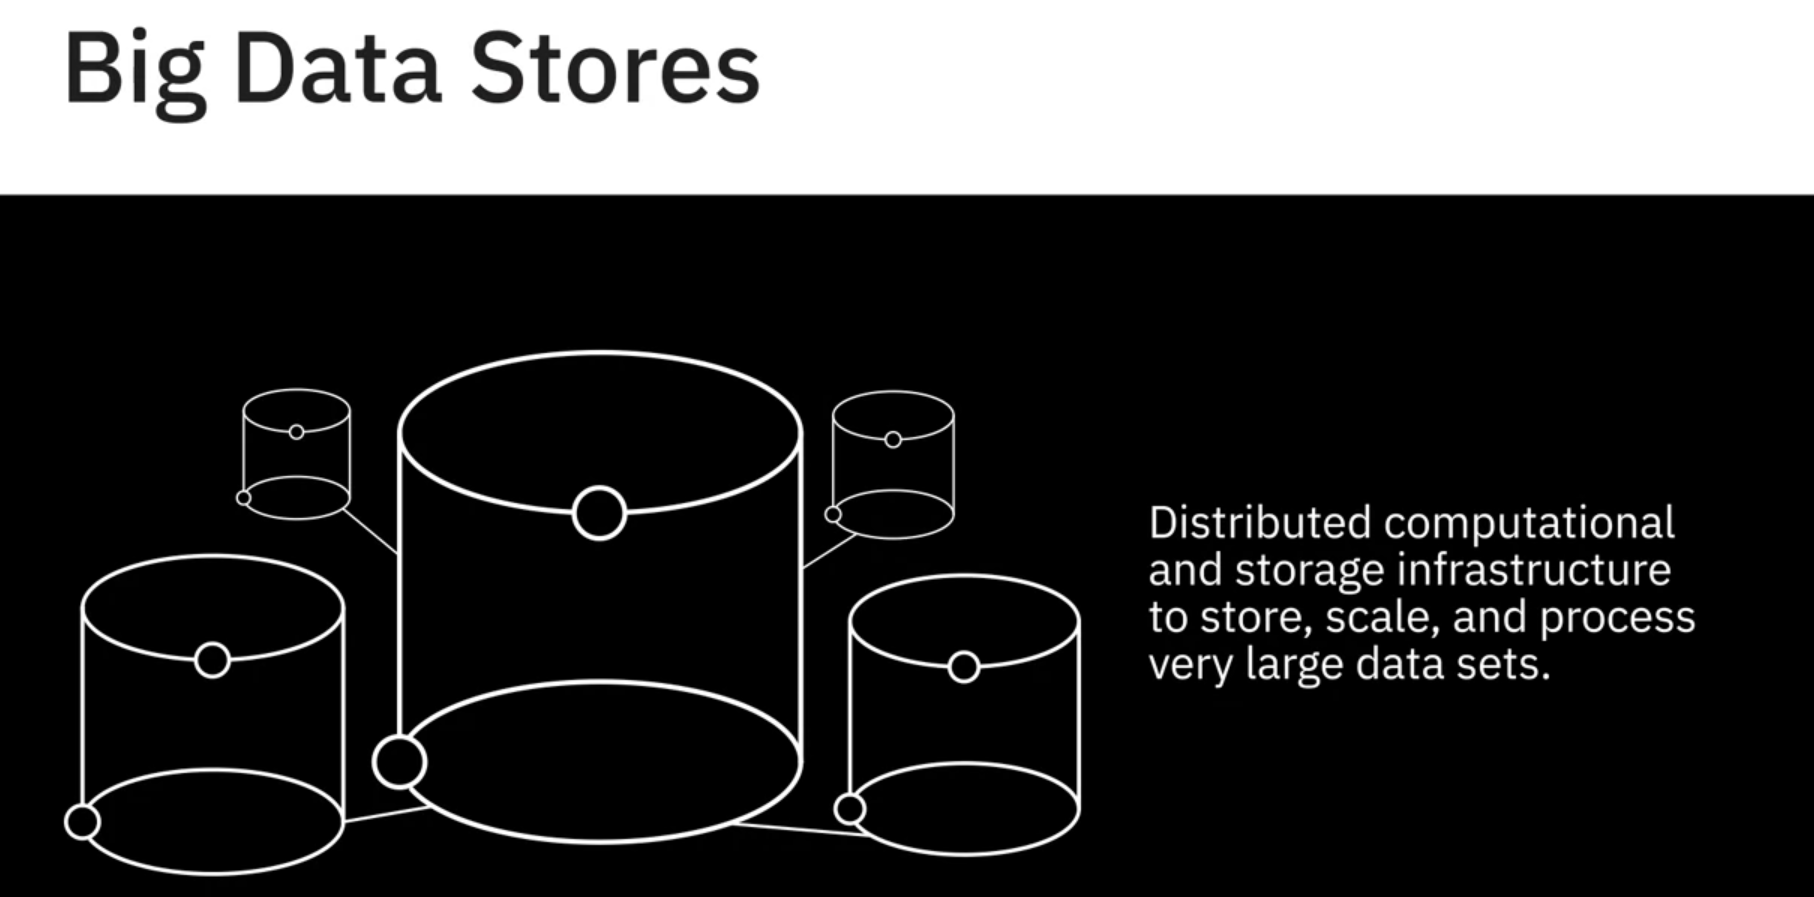 Big Data Stores
Distributed computational
and storage infrastructure
to store, scale, and process
very large data sets.